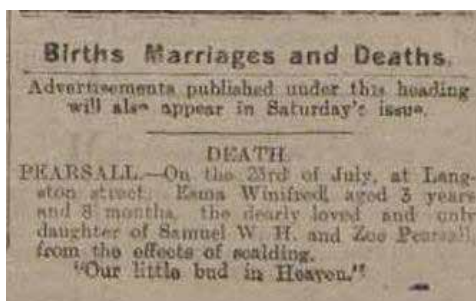 Births Marriages and Deaths.
Advertisements published under this heading
will also appear in Saturday's issue.
DEATH.
PEARSALL.—On the 23rd of July, at Lang-
ston street, Esma Winifred, aged 3 years
and 8 months, the dearly loved and only
daughter of Samuel W. H. and Zoe Pearsall,
from the effects of scalding.
"Our little bud in Heaven."